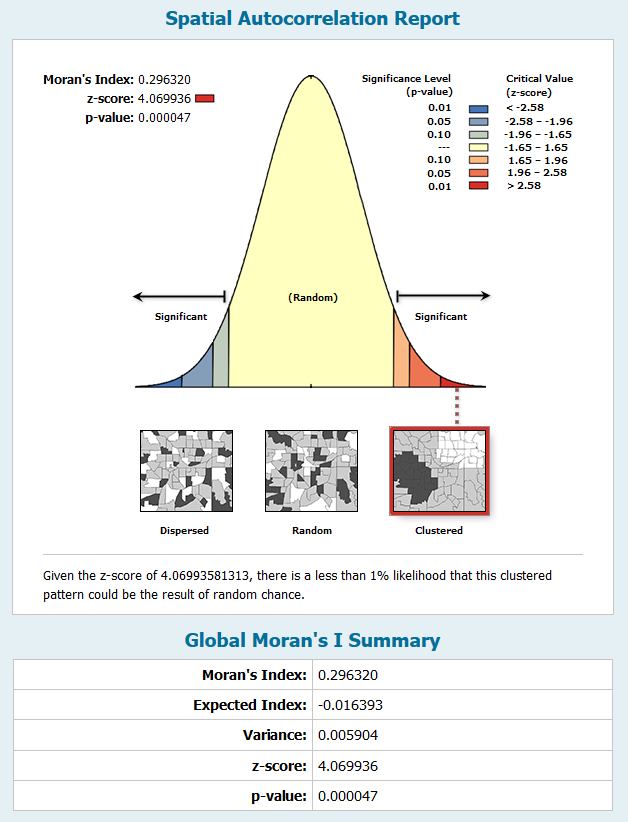 Spatial Autocorrelation Report
Moran's Index: 0.296320
z-score: 4.069936
p-value: 0.000047
Significance Level
(p-value)
Critical Value
(z-score)
0.01 < -2.58
0.05 -2.58 – -1.96
0.10 -1.96 – -1.65
--- -1.65 – 1.65
0.10 1.65 – 1.96
0.05 1.96 – 2.58
0.01 > 2.58
(Random)
Significant Significant
Dispersed Random Clustered
Given the z-score of 4.06993581313, there is a less than 1% likelihood that this clustered
pattern could be the result of random chance.
Global Moran's I Summary
Moran's Index: 0.296320
Expected Index: -0.016393
Variance: 0.005904
z-score: 4.069936
p-value: 0.000047